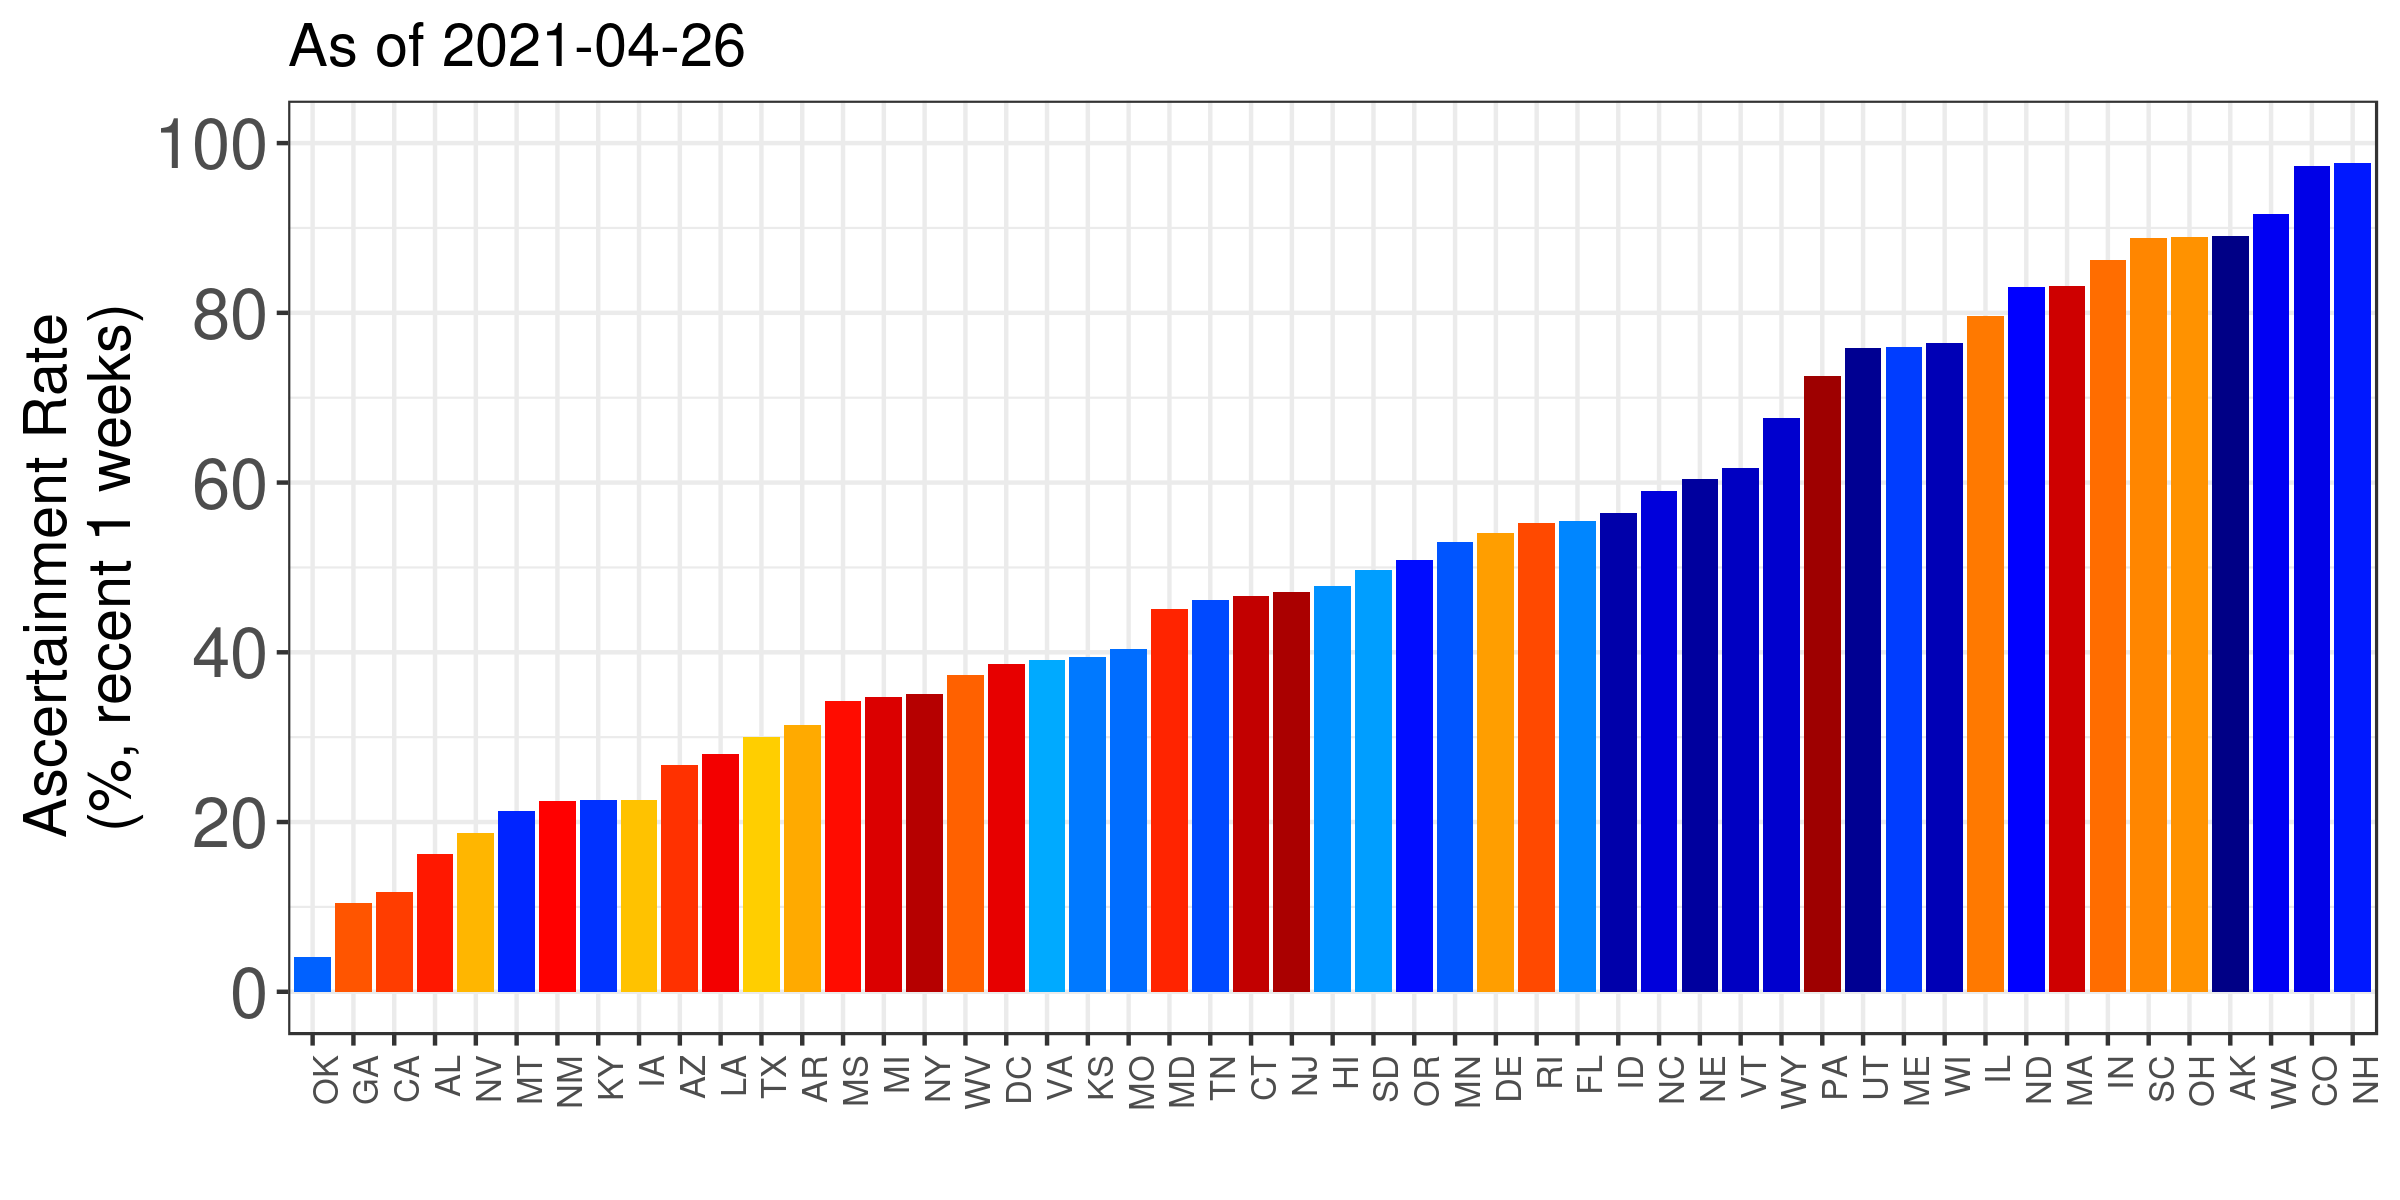 As of 2021-04-26
Ascertainment Rate
(%, recent 1 weeks)
100
80
60
40
20
0
OK GA CA AL NV MT NM KY IA AZ LA TX AR MS MI NY WV DC VA KS MO MD TN CT NJ HI SD OR MN DE RI FL ID NC NE VT WY PA UT ME WI IL ND MA IN SC OH AK WA CO NH